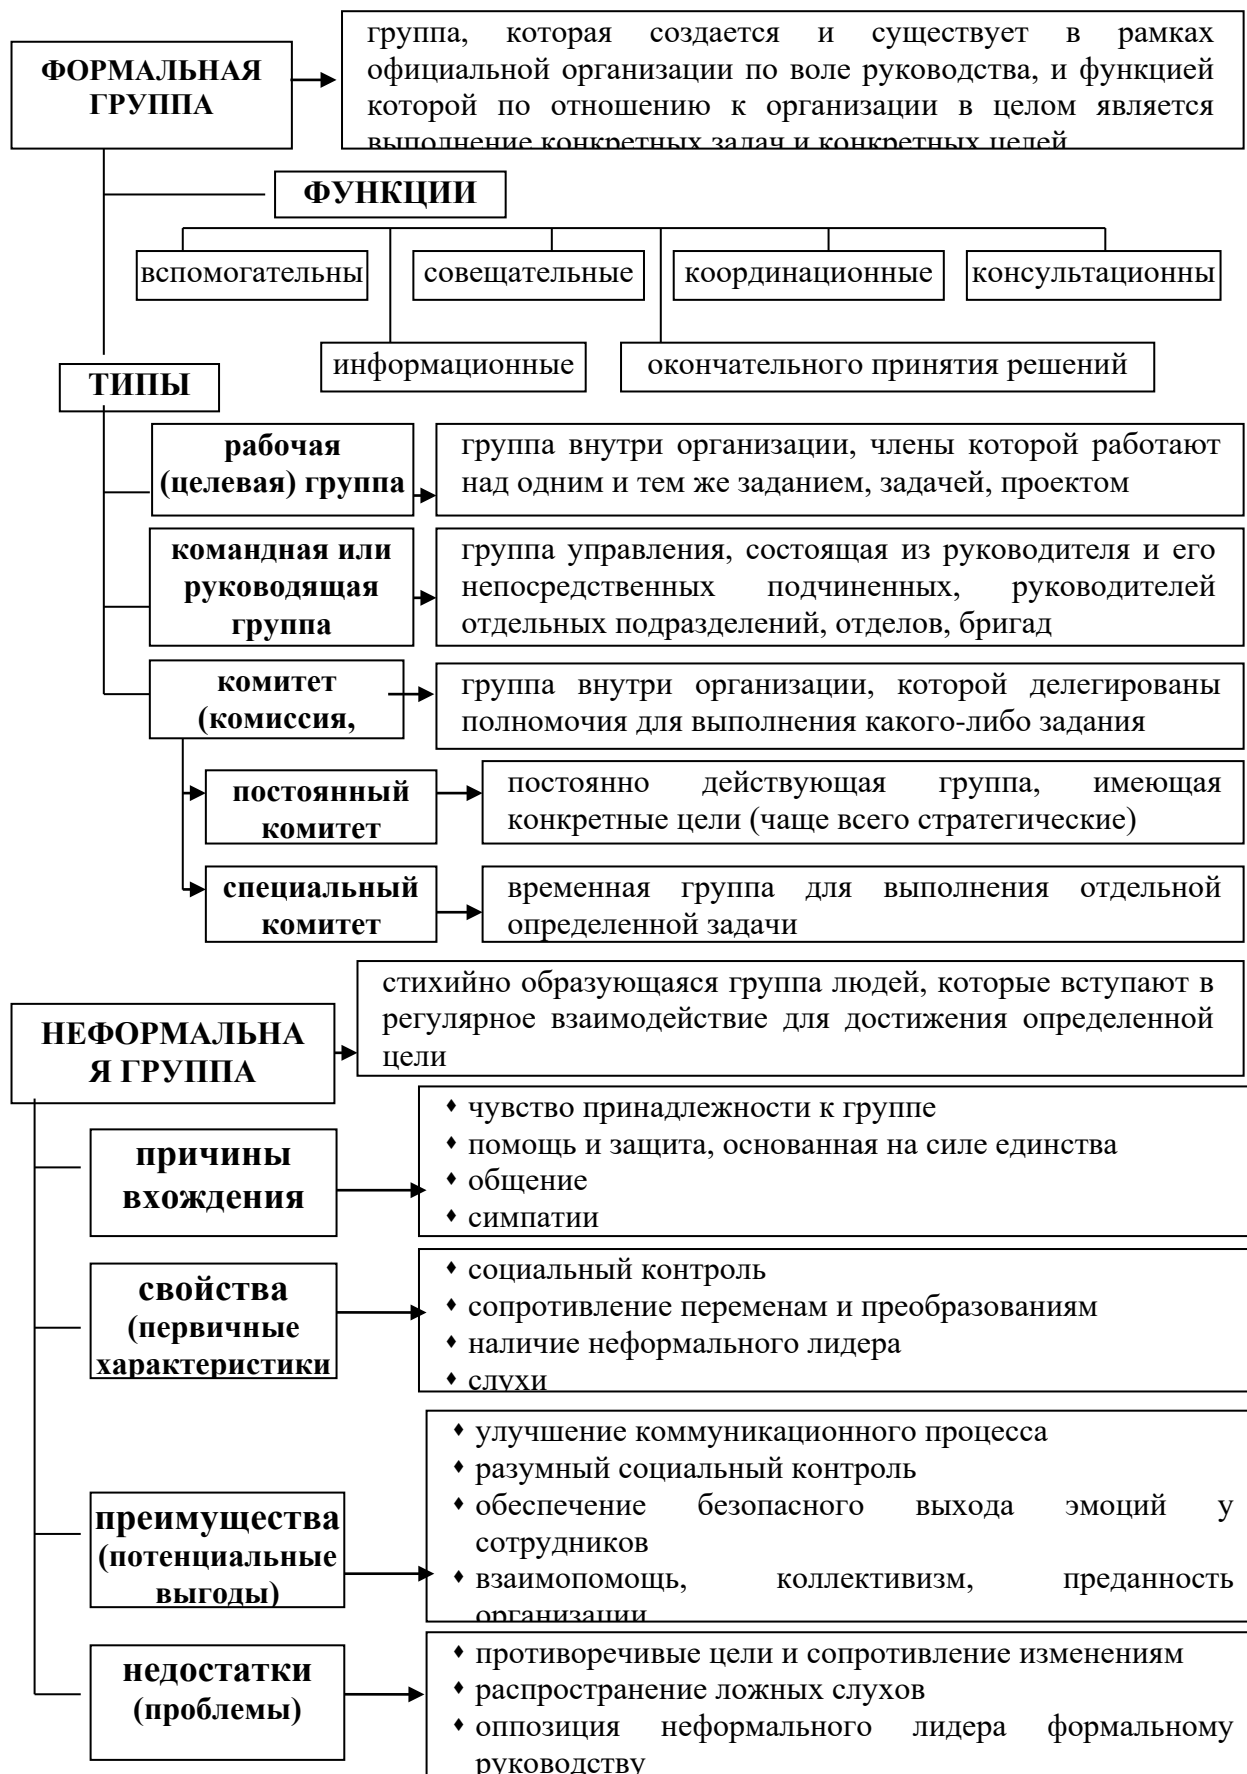 ФОРМАЛЬНАЯ
ГРУППА
группа, которая создается и существует в рамках
официальной организации по воле руководства, и функцией
которой по отношению к организации в целом является
выполнение конкретных задач и конкретных целей
ФУНКЦИИ
вспомогательны
совещательные
координационные
консультационны
информационные
окончательного принятия решений
ТИПЫ
рабочая
(целевая) группа
группа внутри организации, члены которой работают
над одним и тем же заданием, задачей, проектом
командная или
руководящая
группа
группа управления, состоящая из руководителя и его
непосредственных подчиненных, руководителей
отдельных подразделений, отделов, бригад
комитет
(комиссия,
группа внутри организации, которой делегированы
полномочия для выполнения какого-либо задания
постоянный
комитет
постоянно действующая группа, имеющая
конкретные цели (чаще всего стратегические)
специальный
комитет
временная группа для выполнения отдельной
определенной задачи
НЕФОРМАЛЬНА
Я ГРУППА
стихийно образующаяся группа людей, которые вступают в
регулярное взаимодействие для достижения определенной
цели
причины
вхождения
♦ чувство принадлежности к группе
♦ помощь и защита, основанная на силе единства
♦ общение
♦ симпатии
свойства
(первичные
характеристики
♦ социальный контроль
♦ сопротивление переменам и преобразованиям
♦ наличие неформального лидера
♦ слухи
преимущества
(потенциальные
выгоды)
♦ улучшение коммуникационного процесса
♦ разумный социальный контроль
♦ обеспечение безопасного выхода эмоций у
сотрудников
♦ взаимопомощь, коллективизм, преданность
организации
недостатки
(проблемы)
♦ противоречивые цели и сопротивление изменениям
♦ распространение ложных слухов
♦ оппозиция неформального лидера формальному
руководству